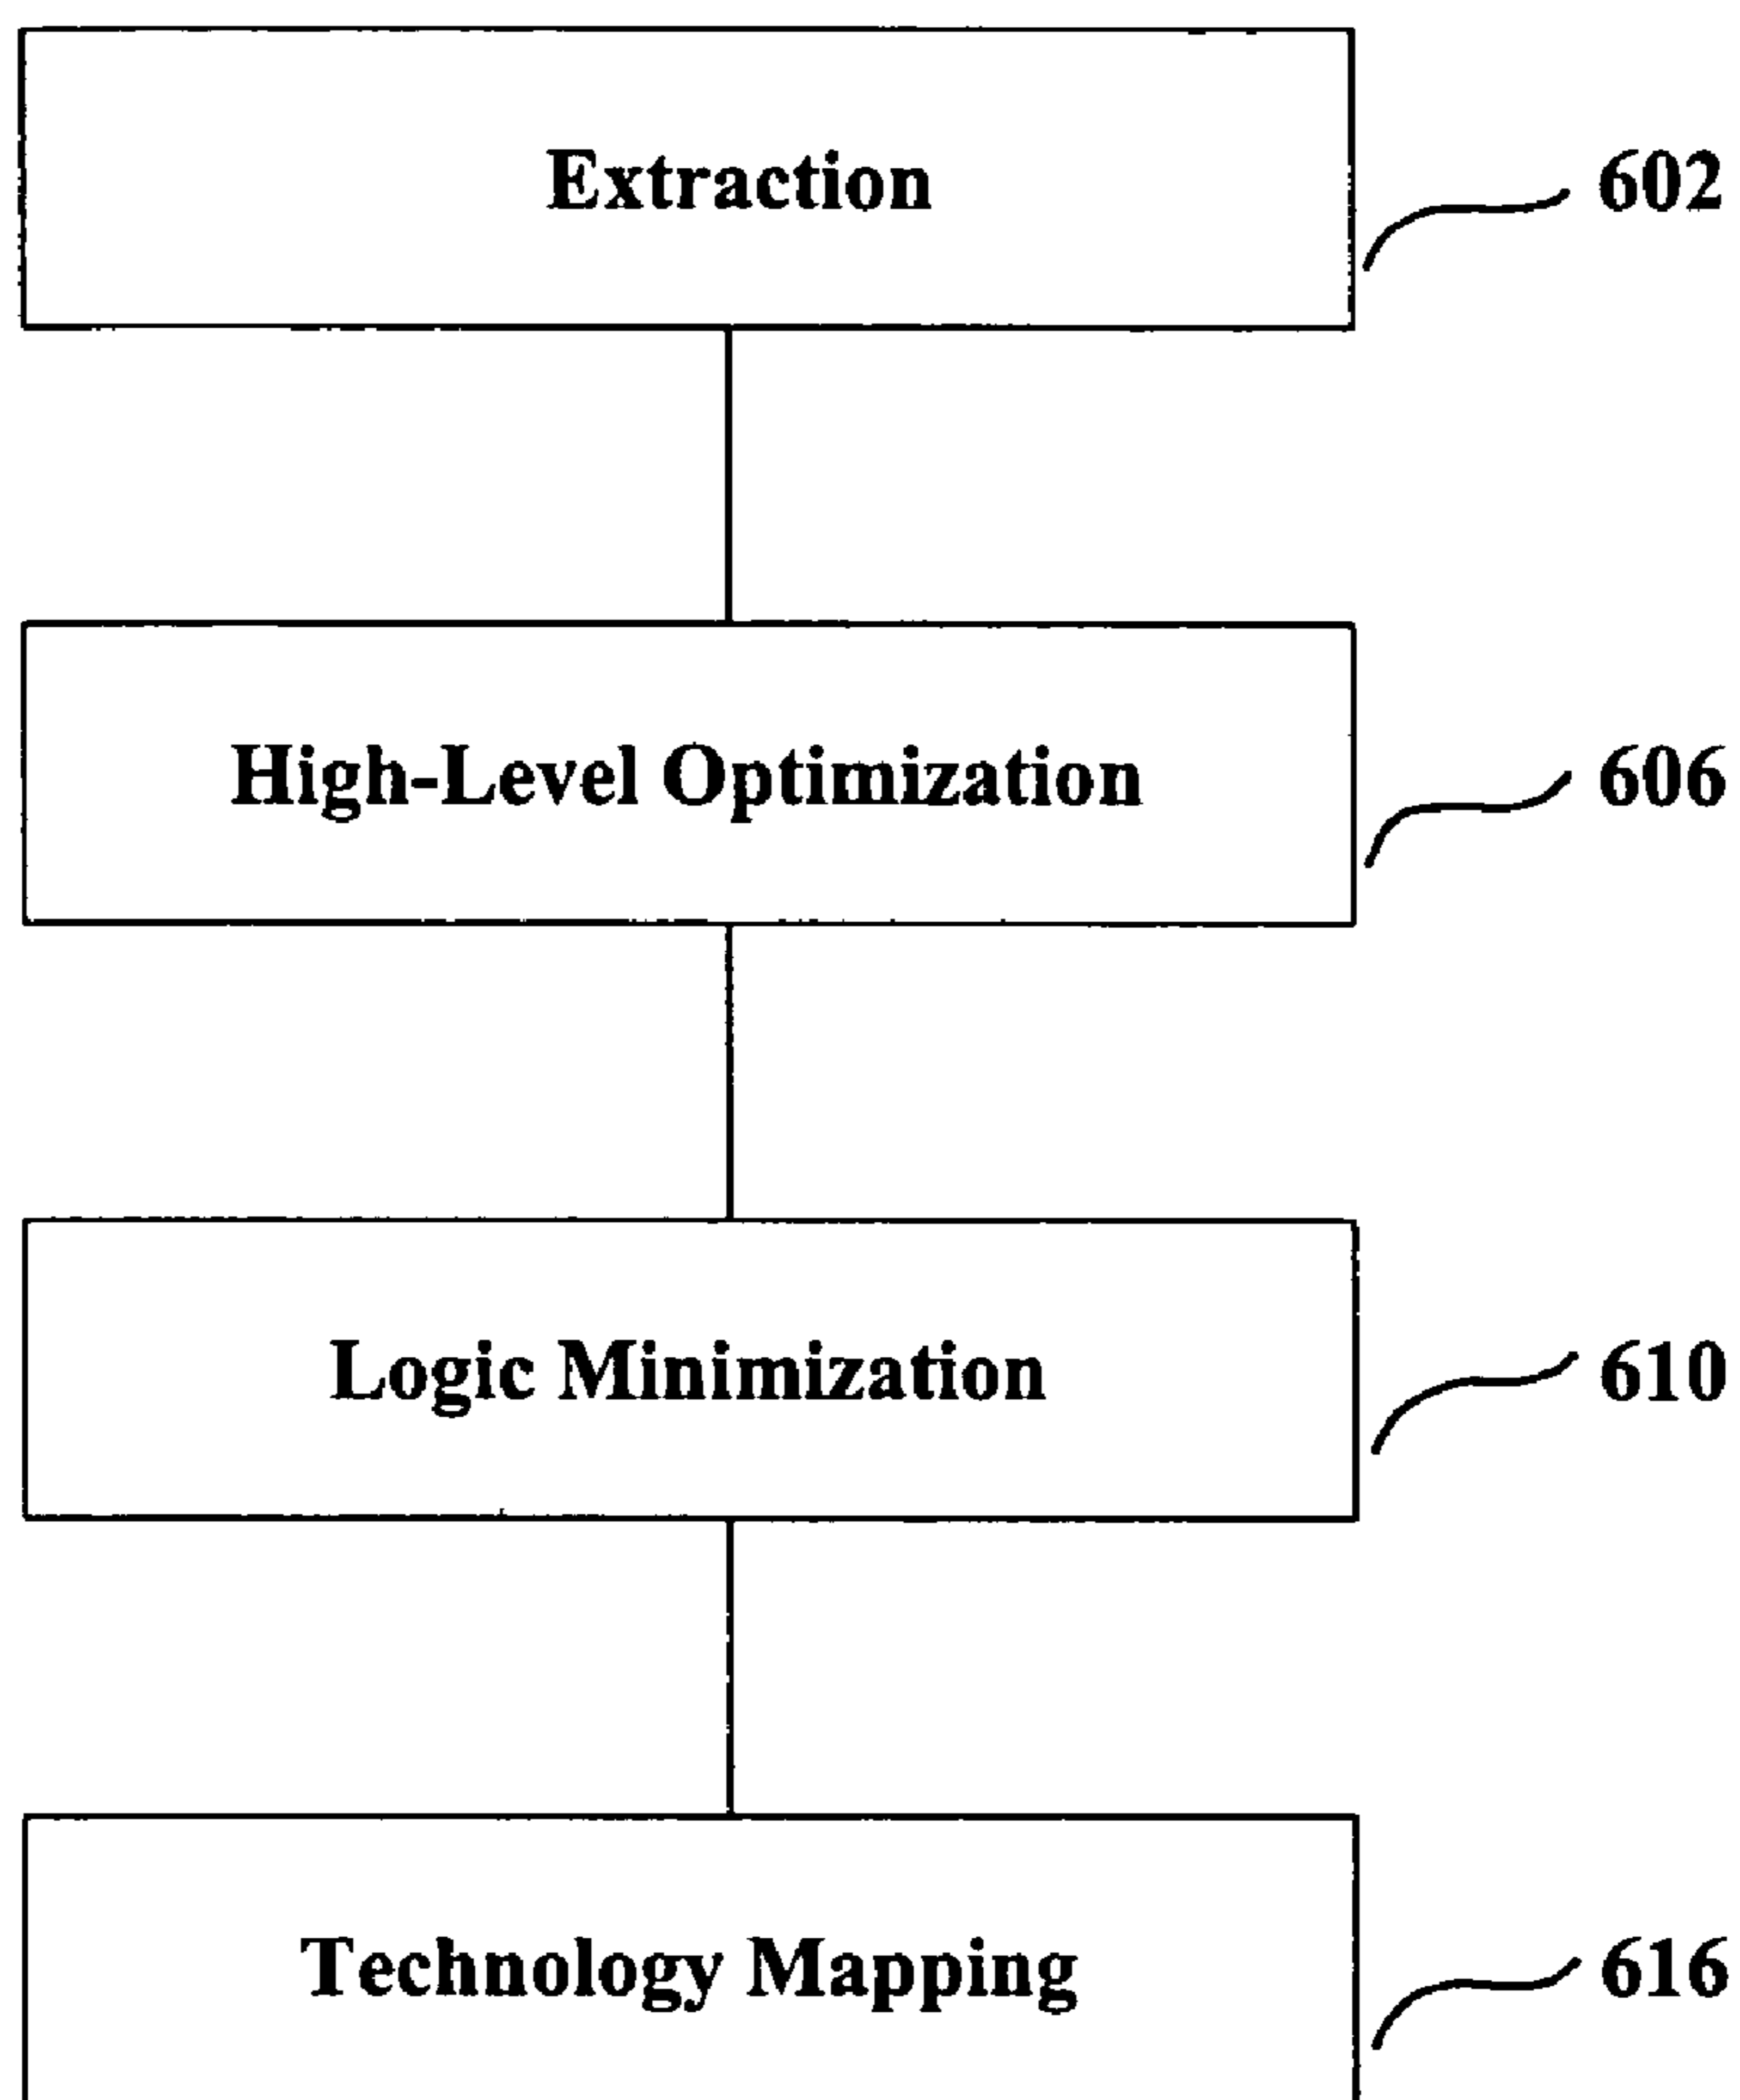 Extraction 602
High-Level Optimization 606
Logic Minimization 610
Technology Mapping 616